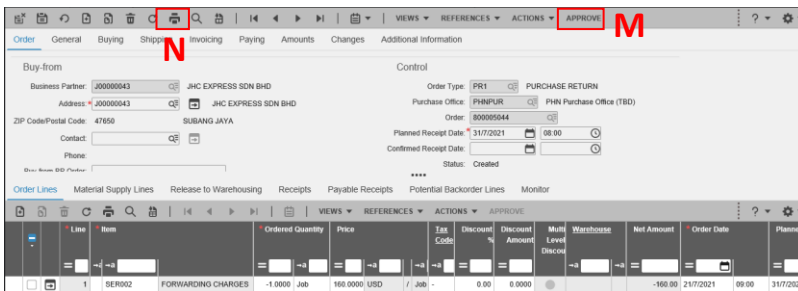 VIEWS REFERENCES ACTIONS APPROVE M
N
Order General Buying Shipping Invoicing Paying Amounts Changes Additional Information
Buy-from Control
Business Partner: J00000043 JHC EXPRESS SDN BHD Order Type: PR1 PURCHASE RETURN
Address:* J00000043 JHC EXPRESS SDN BHD Purchase Office: PHNPUR PHN Purchase Office (TBD)
ZIP Code/Postal Code: 47650 SUBANG JAYA Order: 800005044
Contact: Planned Receipt Date:* 31/7/2021 08:00
Phone: Confirmed Receipt Date:
Buy-from BP Order: Status: Created
Order Lines Material Supply Lines Release to Warehousing Receipts Payable Receipts Potential Backorder Lines Monitor
VIEWS REFERENCES ACTIONS APPROVE
* Line * Item * Ordered Quantity Price Tax Code Discount % Discount Amount Multi Level Discou Warehouse Net Amount * Order Date Planne
1 SER002 FORWARDING CHARGES -1.0000 Job 160.0000 USD / Job - 0.00 0.0000 -160.00 21/7/2021 09:00 31/7/202